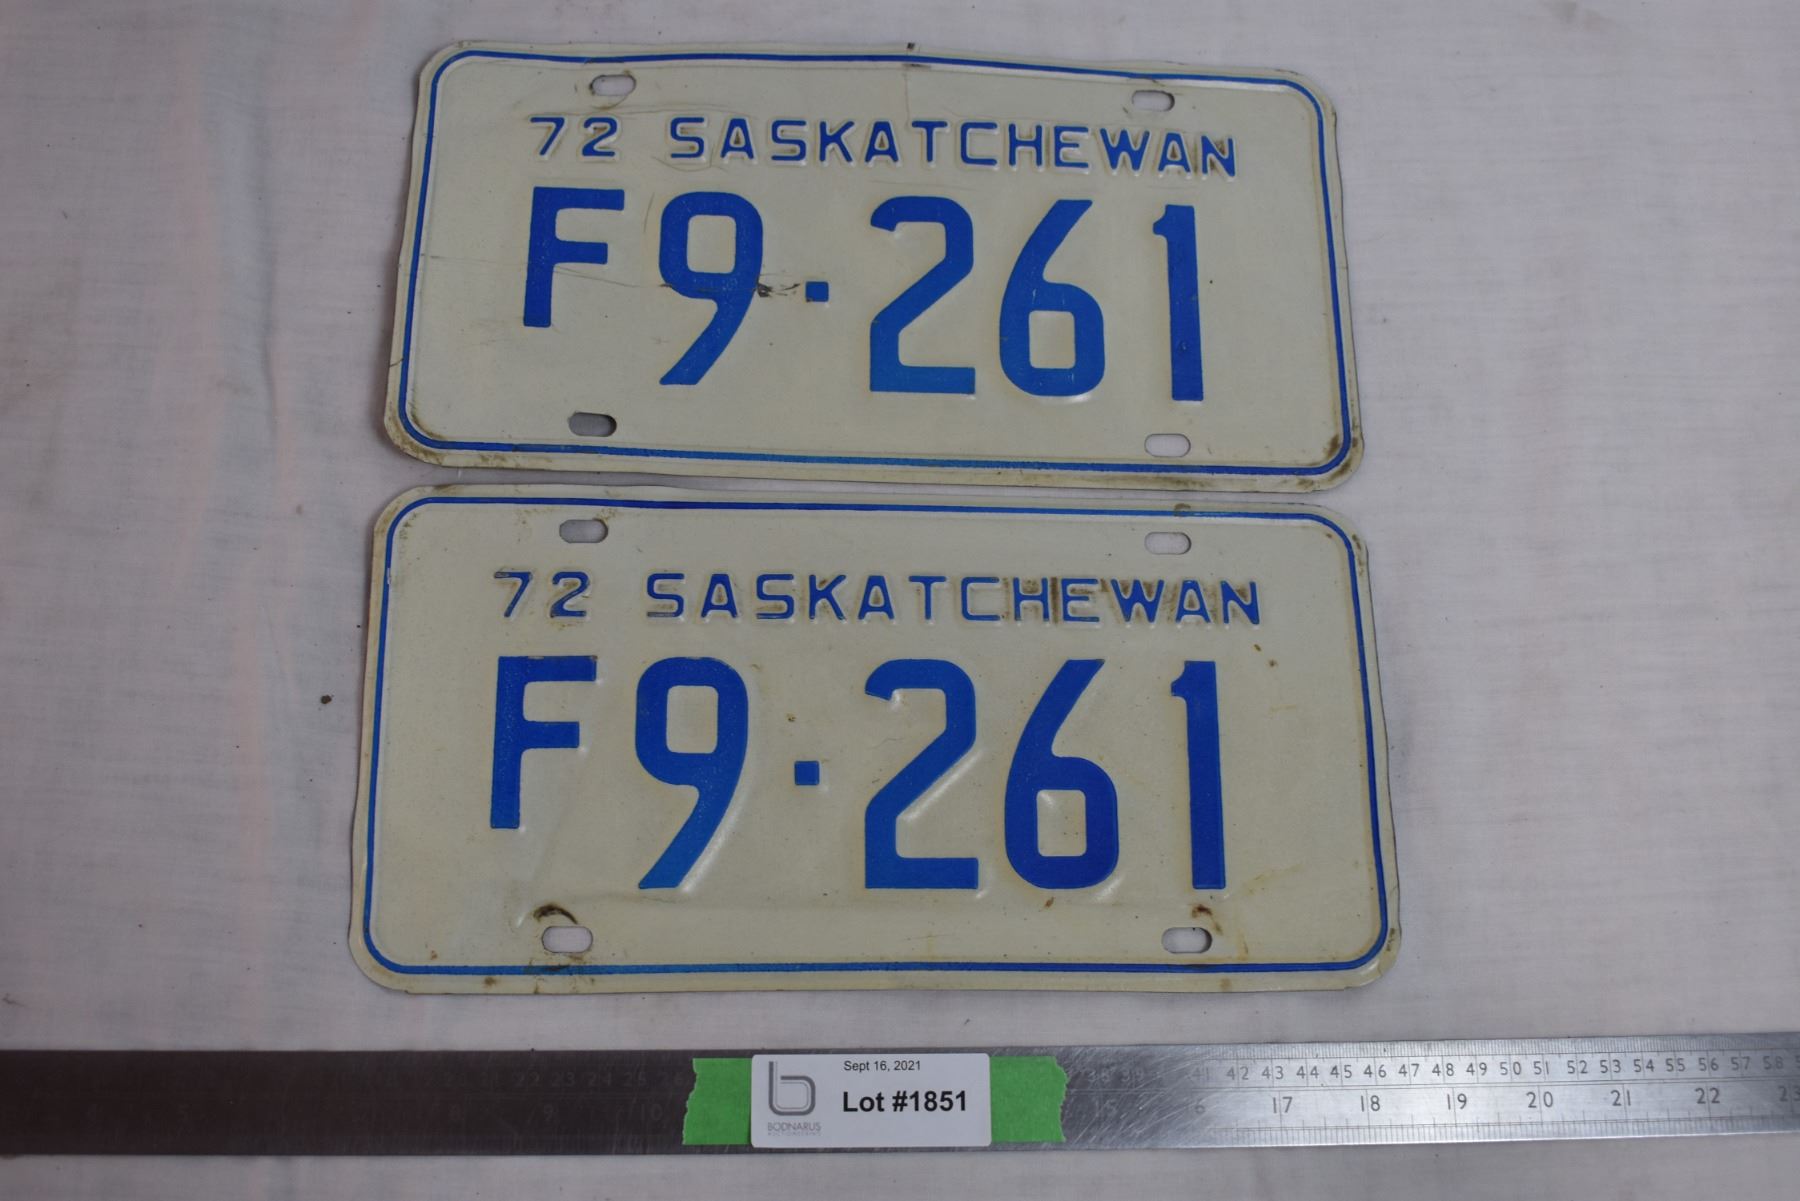 72 SASKATCHEWAN
F9·261
72 SASKATCHEWAN
F9·261
Sept 16, 2021
Lot #1851
BODNARUS
AUCTIONEERING
41 42 43 44 45 46 47 48 49 50 51 52 53 54 55 56 57 58
15 17 18 19 20 21 22